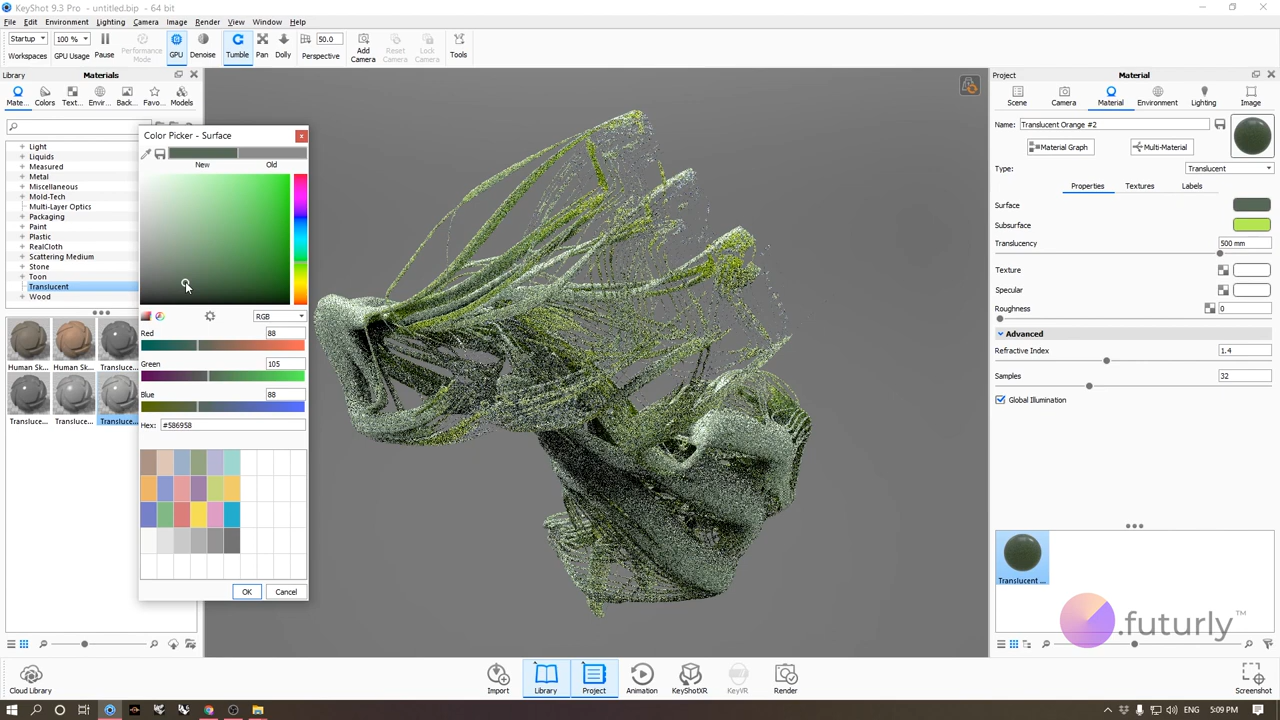 KeyShot 9.3 Pro - untitled.bip - 64 bit
File Edit Environment Lighting Camera Image Render View Window Help
Startup 100 % 50.0
Workspaces GPU Usage Pause Performance Mode GPU Denoise Tumble Pan Dolly Perspective Add Camera Reset Camera Lock Camera Tools
Library Materials
Mate... Colors Text... Envir... Back... Favo... Models
Light
Liquids
Measured
Metal
Miscellaneous
Mold-Tech
Multi-Layer Optics
Packaging
Paint
Plastic
RealCloth
Scattering Medium
Stone
Toon
Translucent
Wood
Human Sk... Human Sk... Transluce...
Transluce... Transluce... Transluce...
Color Picker - Surface
New Old
RGB
Red 88
Green 105
Blue 88
Hex: #586958
OK Cancel
Project Material
Scene Camera Material Environment Lighting Image
Name: Translucent Orange #2
Material Graph Multi-Material
Type: Translucent
Properties Textures Labels
Surface
Subsurface
Translucency 500 mm
Texture
Specular
Roughness 0
Advanced
Refractive Index 1.4
Samples 32
Global Illumination
Translucent ...
.futurly™
Cloud Library Import Library Project Animation KeyShotXR KeyVR Render Screenshot
ENG 5:09 PM